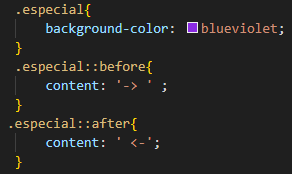 .especial{
background-color: blueviolet;
}
.especial::before{
content: '-> ' ;
}
.especial::after{
content: ' <-';
}